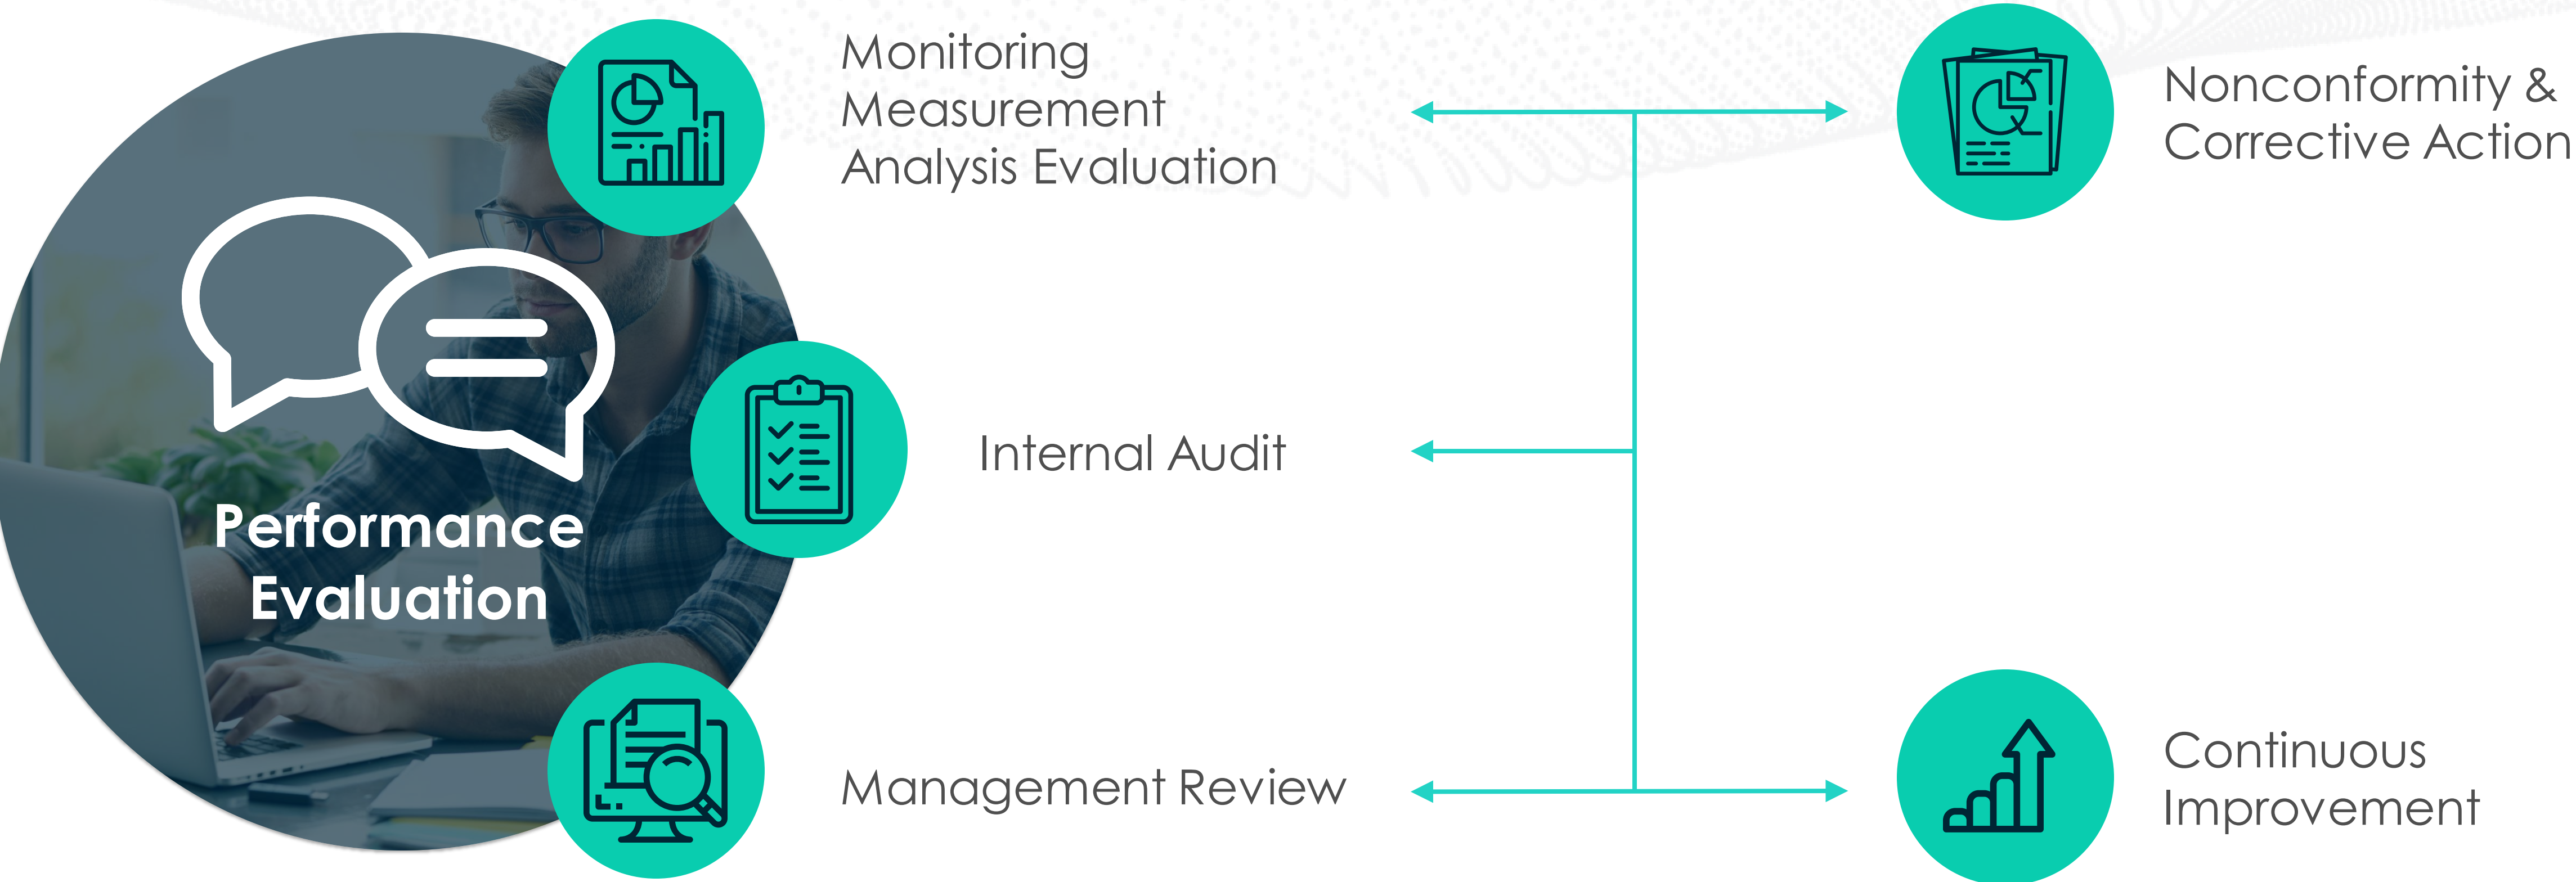 Monitoring
Measurement
Analysis Evaluation
Nonconformity &
Corrective Action
Internal Audit
Performance
Evaluation
Management Review
Continuous
Improvement